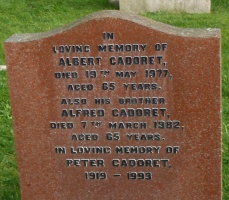 IN
LOVING MEMORY OF
ALBERT CADORET,
DIED 19TH MAY 1977,
AGED 65 YEARS.
ALSO HIS BROTHER
ALFRED CADORET,
DIED 7TH MARCH 1982,
AGED 65 YEARS.
IN LOVING MEMORY OF
PETER CADORET,
1919 - 1993